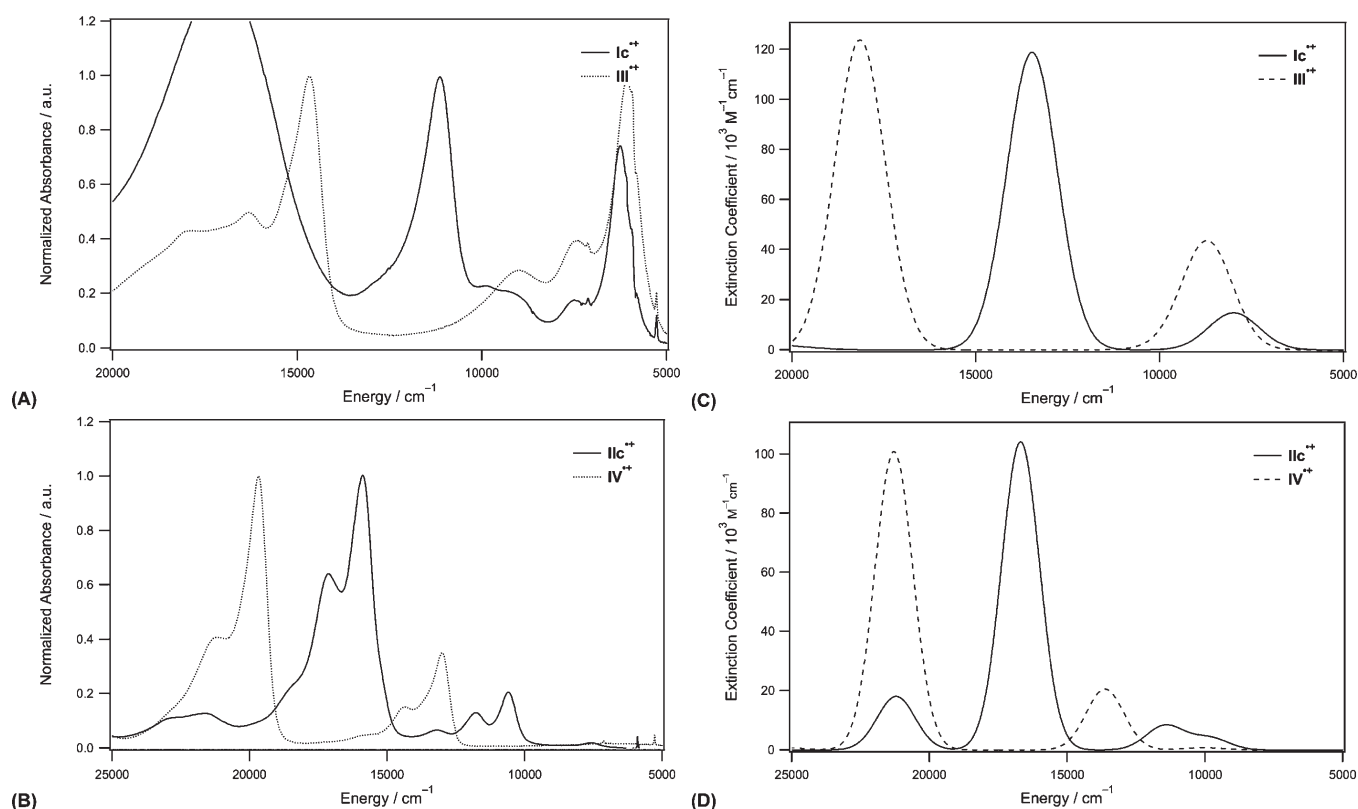 1.2
1.0
0.8
0.6
0.4
0.2
0.0
Normalized Absorbance / a.u.
Ic•+
III•+
20000 15000 10000 5000
Energy / cm⁻¹
(A)
120
100
80
60
40
20
0
Extinction Coefficient / 10³ M⁻¹cm⁻¹
Ic•+
III•+
20000 15000 10000 5000
Energy / cm⁻¹
(C)
1.2
1.0
0.8
0.6
0.4
0.2
0.0
Normalized Absorbance / a.u.
IIc•+
IV•+
25000 20000 15000 10000 5000
Energy / cm⁻¹
(B)
100
80
60
40
20
0
Extinction Coefficient / 10³ M⁻¹cm⁻¹
IIc•+
IV•+
25000 20000 15000 10000 5000
Energy / cm⁻¹
(D)